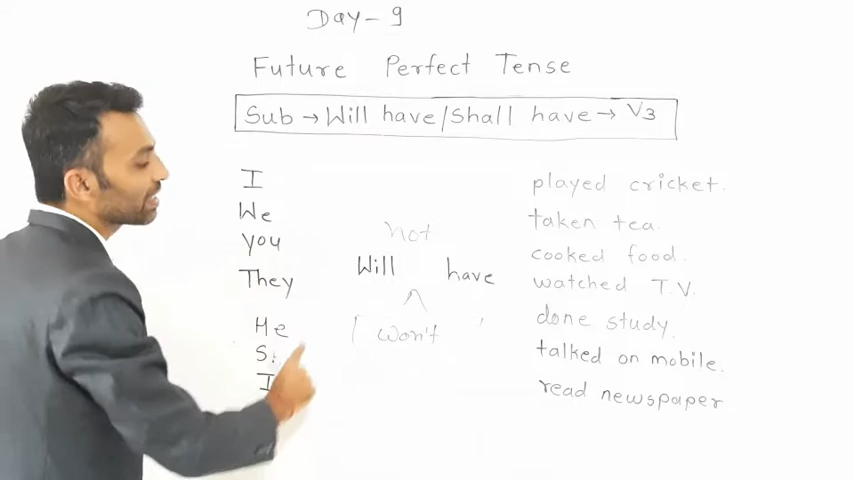 Day - 9
Future Perfect Tense
Sub → Will have / Shall have → V3
I
We
you
They
He
not
Will have
won't
played cricket.
taken tea.
cooked food.
watched T.V.
done study.
talked on mobile.
read newspaper